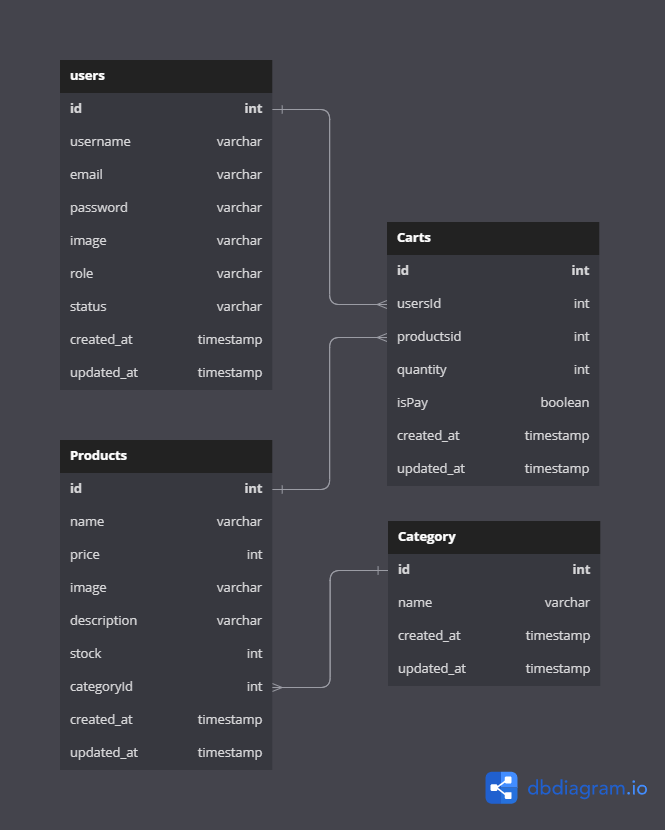 users
id int
username varchar
email varchar
password varchar
image varchar
role varchar
status varchar
created_at timestamp
updated_at timestamp
Carts
id int
usersId int
productsid int
quantity int
isPay boolean
created_at timestamp
updated_at timestamp
Products
id int
name varchar
price int
image varchar
description varchar
stock int
categoryId int
created_at timestamp
updated_at timestamp
Category
id int
name varchar
created_at timestamp
updated_at timestamp
dbdiagram.io